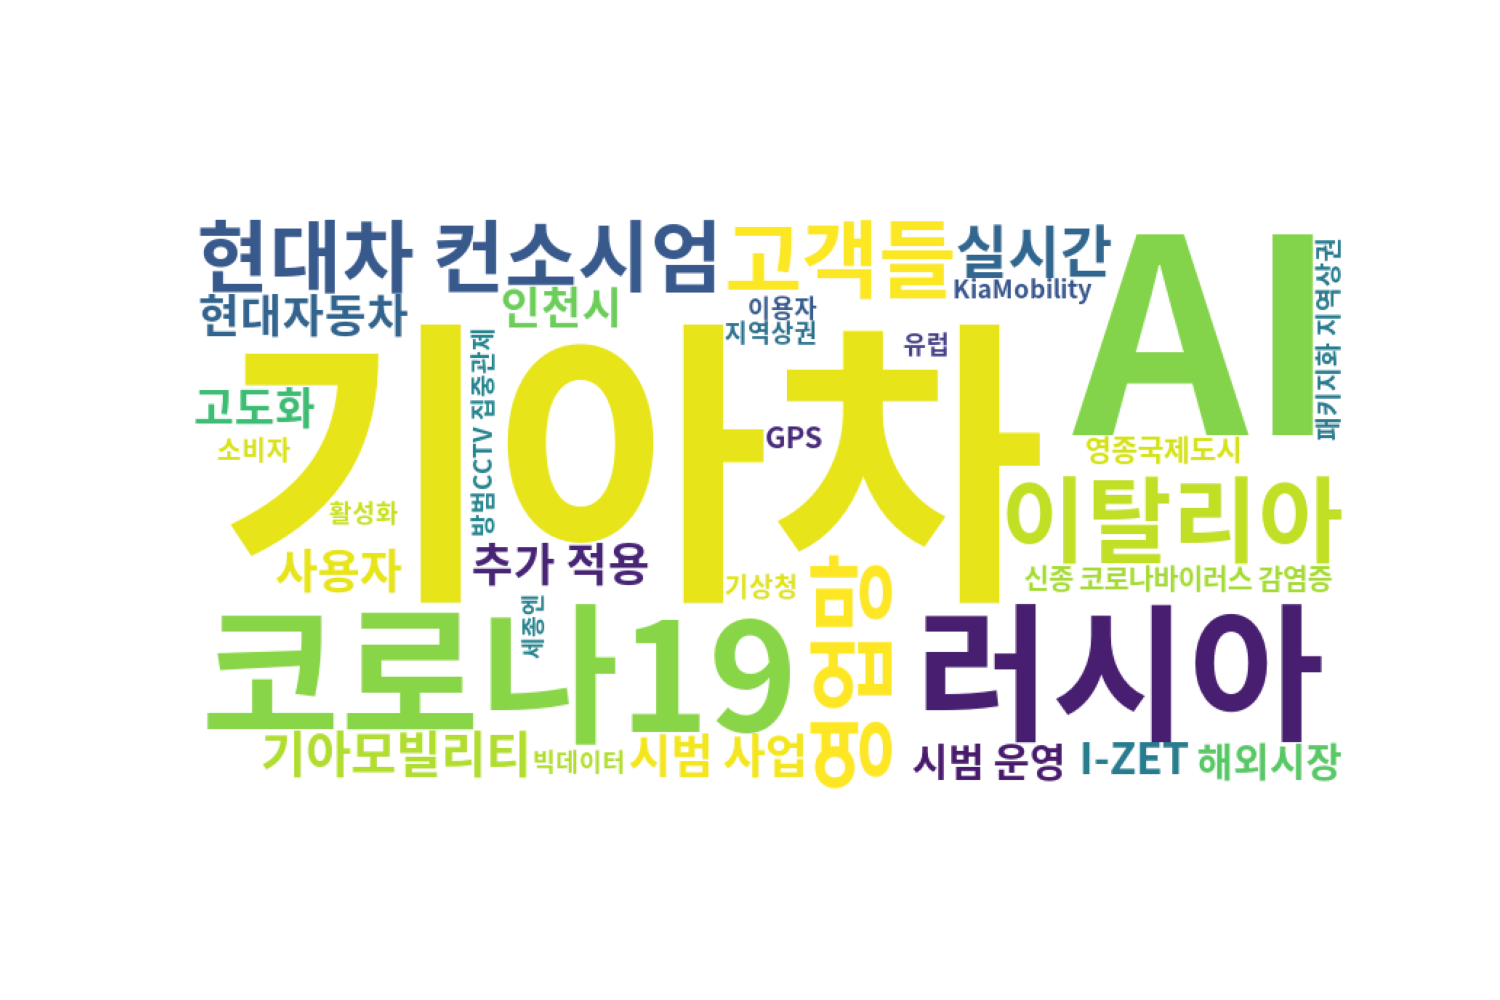 현대차 컨소시엄
고객들
실시간
AI
패키지화 지역상권
현대자동차
인천시
이용자
KiaMobility
지역상권
유럽
기아차
방범CCTV 집중관제
고도화
소비자
GPS
영종국제도시
활성화
이탈리아
사용자
추가 적용
기상청
신종 코로나바이러스 감염증
영업망
세종엔
코로나19
러시아
기아모빌리티
빅데이터
시범 사업
시범 운영
I-ZET
해외시장